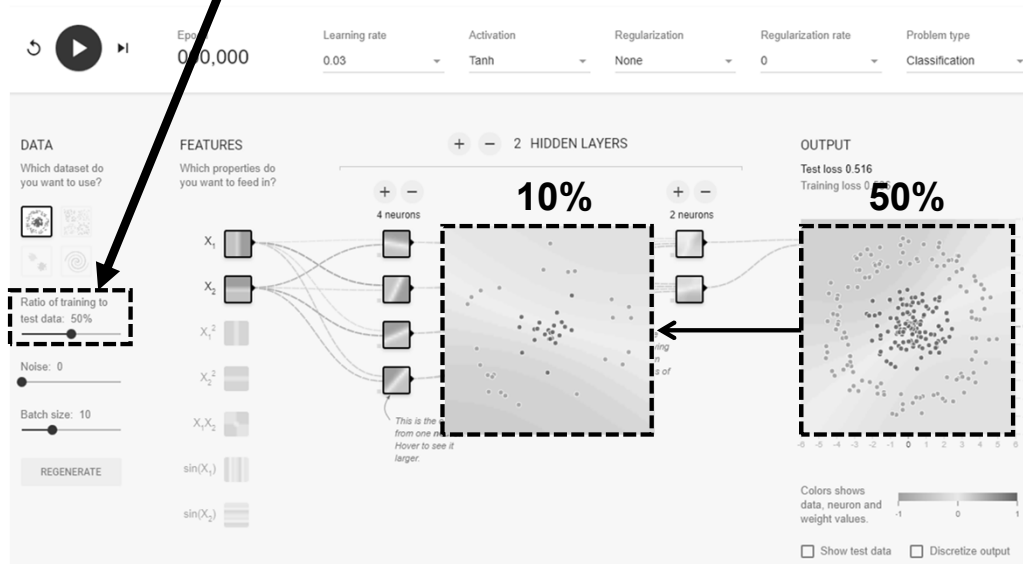 Learning rate
Activation
Regularization
Regularization rate
Problem type
0.03
Tanh
None
0
Classification
DATA
Which dataset do
you want to use?
Ratio of training to
test data: 50%
Noise: 0
Batch size: 10
REGENERATE
FEATURES
Which properties do
you want to feed in?
X1
X2
X1²
X2²
X1X2
sin(X1)
sin(X2)
+ − 2 HIDDEN LAYERS
+ −
4 neurons
10%
+ −
2 neurons
This is the
from one
Hover to see it
larger.
of
OUTPUT
Test loss 0.516
Training loss
50%
-6 -5 -4 -3 -2 -1 0 1 2 3 4 5 6
Colors shows
data, neuron and
weight values.
-1 0 1
Show test data
Discretize output